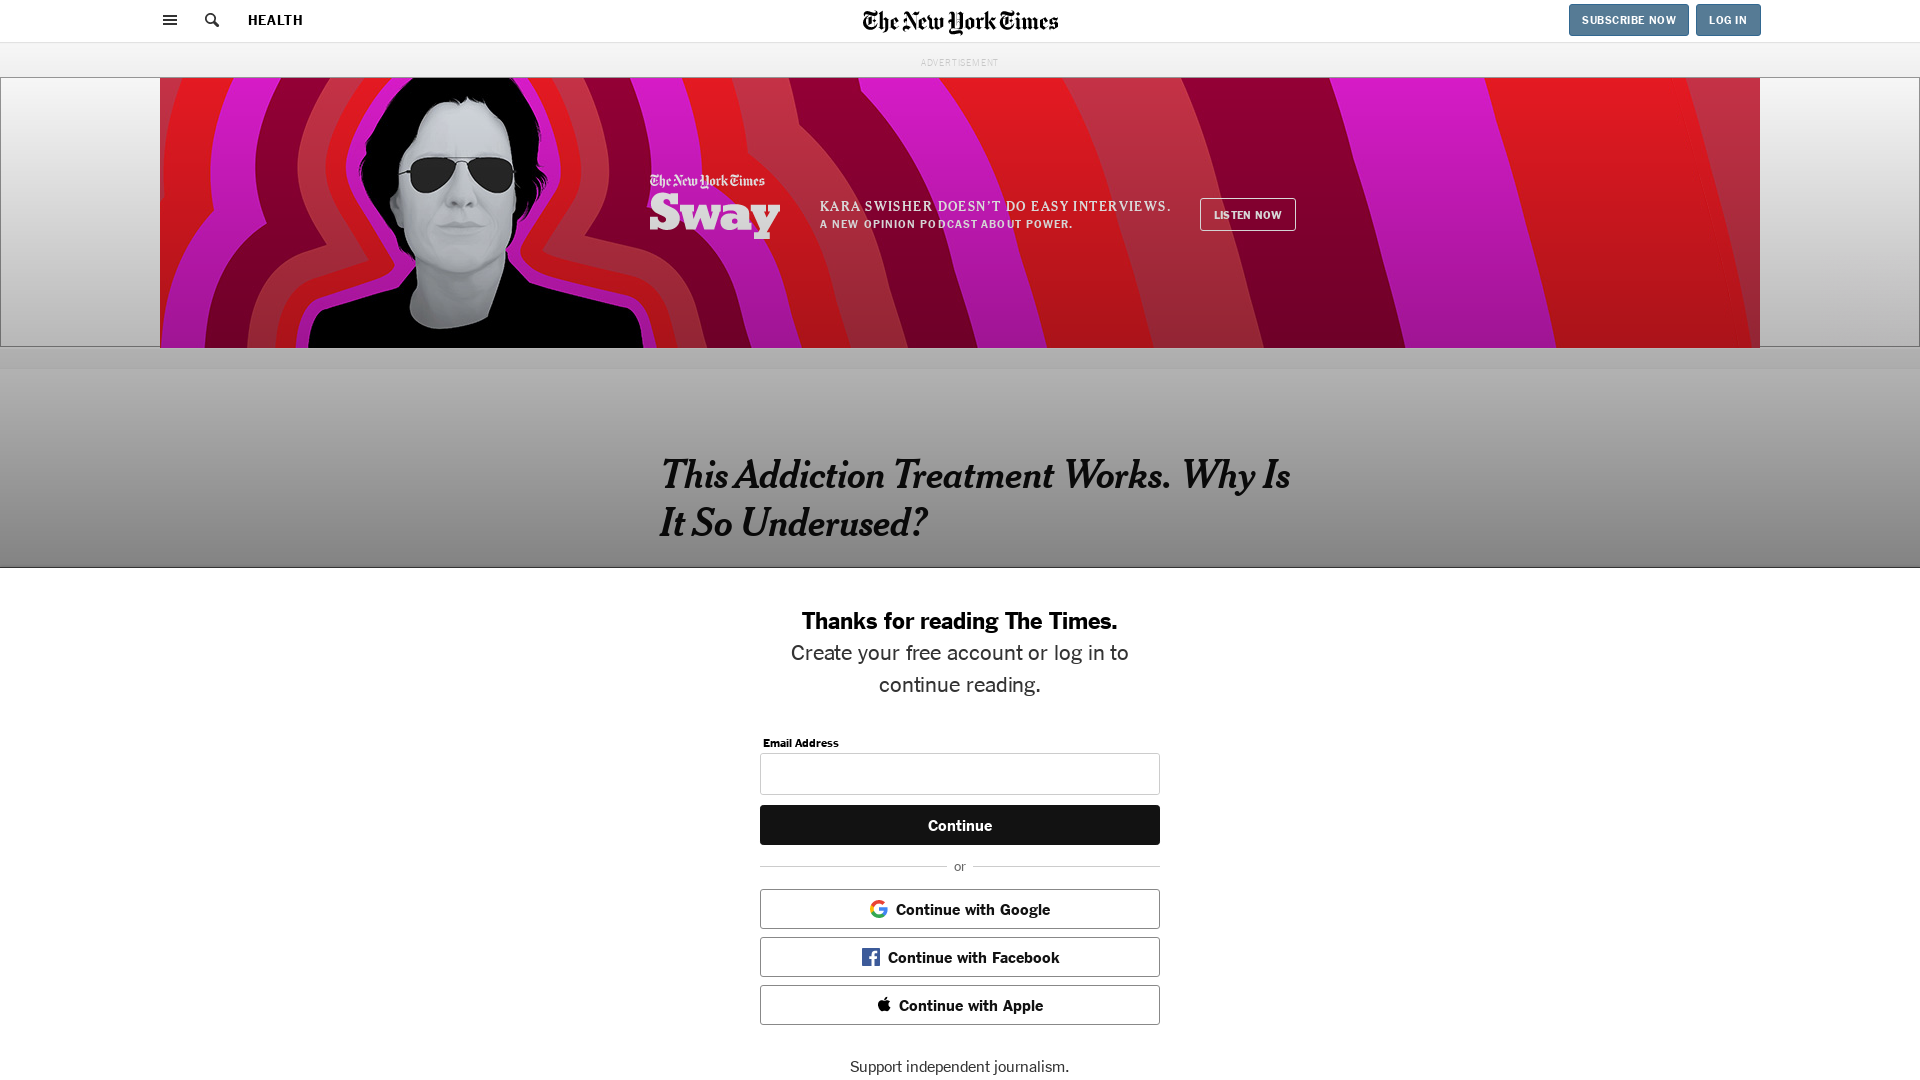 HEALTH
The New York Times
SUBSCRIBE NOW
LOG IN
ADVERTISEMENT
The New York Times
Sway
KARA SWISHER DOESN'T DO EASY INTERVIEWS.
A NEW OPINION PODCAST ABOUT POWER.
LISTEN NOW
This Addiction Treatment Works. Why Is
It So Underused?
Thanks for reading The Times.
Create your free account or log in to
continue reading.
Email Address
Continue
or
Continue with Google
Continue with Facebook
Continue with Apple
Support independent journalism.